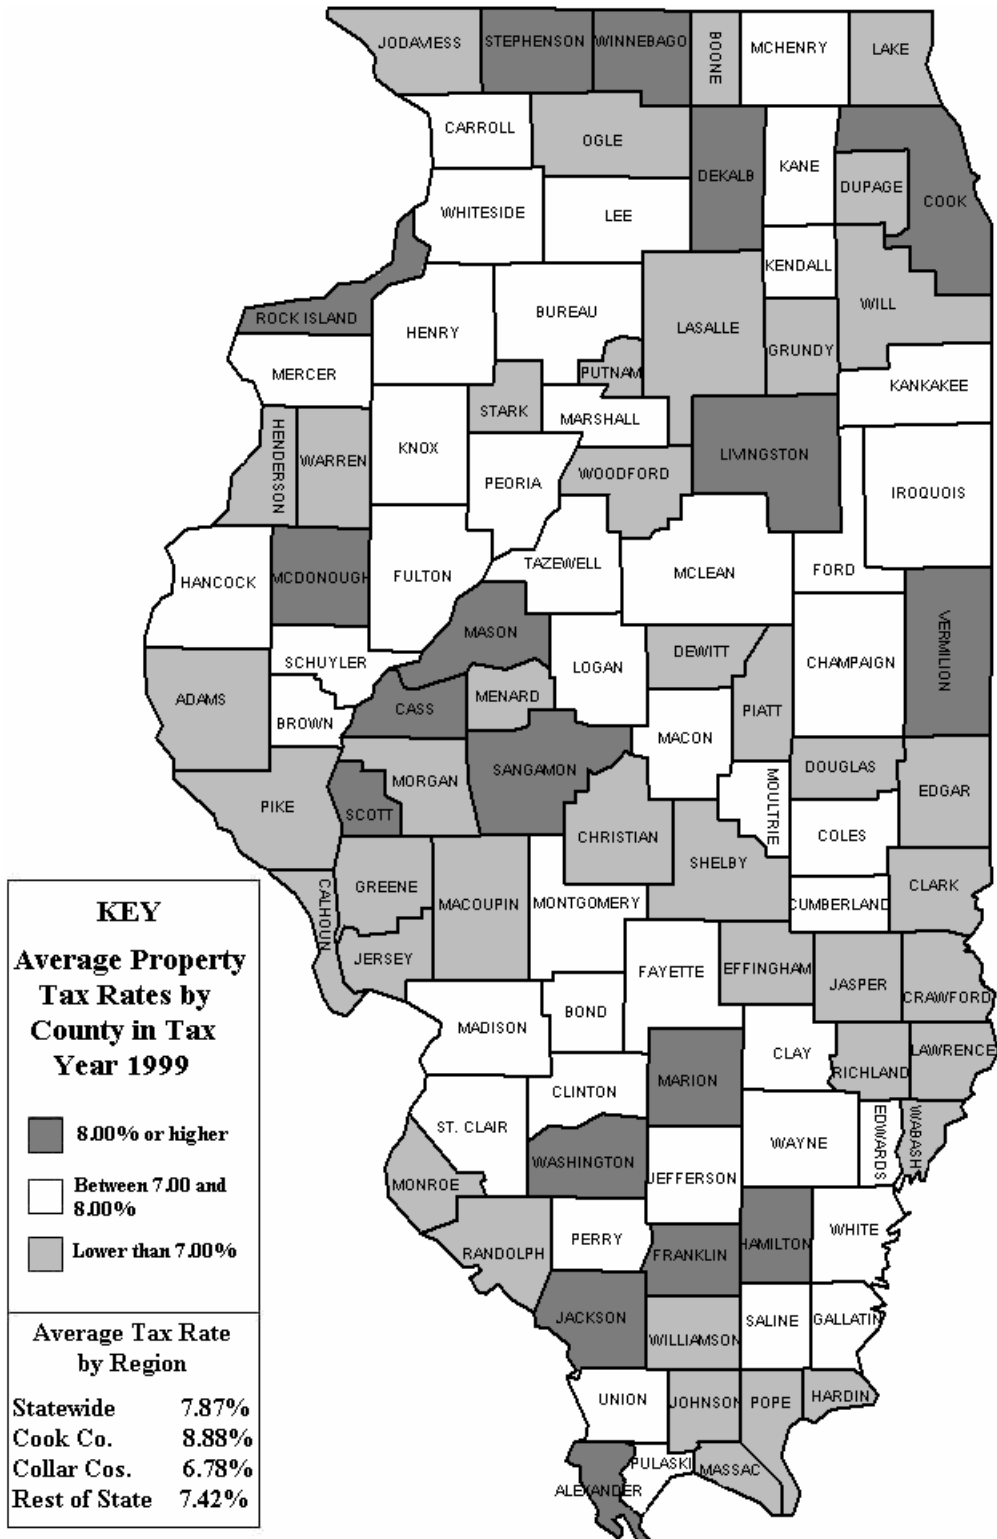 JODAVIESS
STEPHENSON
WINNEBAGO
BOONE
MCHENRY
LAKE
CARROLL
OGLE
DEKALB
KANE
DUPAGE
COOK
WHITESIDE
LEE
KENDALL
WILL
ROCK ISLAND
HENRY
BUREAU
LASALLE
GRUNDY
MERCER
PUTNAM
KANKAKEE
STARK
MARSHALL
HENDERSON
WARREN
KNOX
PEORIA
WOODFORD
LIVINGSTON
IROQUOIS
HANCOCK
MCDONOUGH
FULTON
TAZEWELL
MCLEAN
FORD
MASON
SCHUYLER
LOGAN
DEWITT
CHAMPAIGN
VERMILION
ADAMS
BROWN
CASS
MENARD
PIATT
MACON
PIKE
SCOTT
MORGAN
SANGAMON
MOULTRIE
DOUGLAS
EDGAR
CHRISTIAN
COLES
SHELBY
CALHOUN
GREENE
MACOUPIN
MONTGOMERY
CUMBERLAND
CLARK
JERSEY
FAYETTE
EFFINGHAM
JASPER
CRAWFORD
MADISON
BOND
CLAY
RICHLAND
LAWRENCE
CLINTON
MARION
ST. CLAIR
WASHINGTON
JEFFERSON
WAYNE
EDWARDS
WABASH
MONROE
RANDOLPH
PERRY
FRANKLIN
HAMILTON
WHITE
JACKSON
WILLIAMSON
SALINE
GALLATIN
UNION
JOHNSON
POPE
HARDIN
ALEXANDER
PULASKI
MASSAC
KEY
Average Property
Tax Rates by
County in Tax
Year 1999
8.00% or higher
Between 7.00 and
8.00%
Lower than 7.00%
Average Tax Rate
by Region
Statewide 7.87%
Cook Co. 8.88%
Collar Cos. 6.78%
Rest of State 7.42%